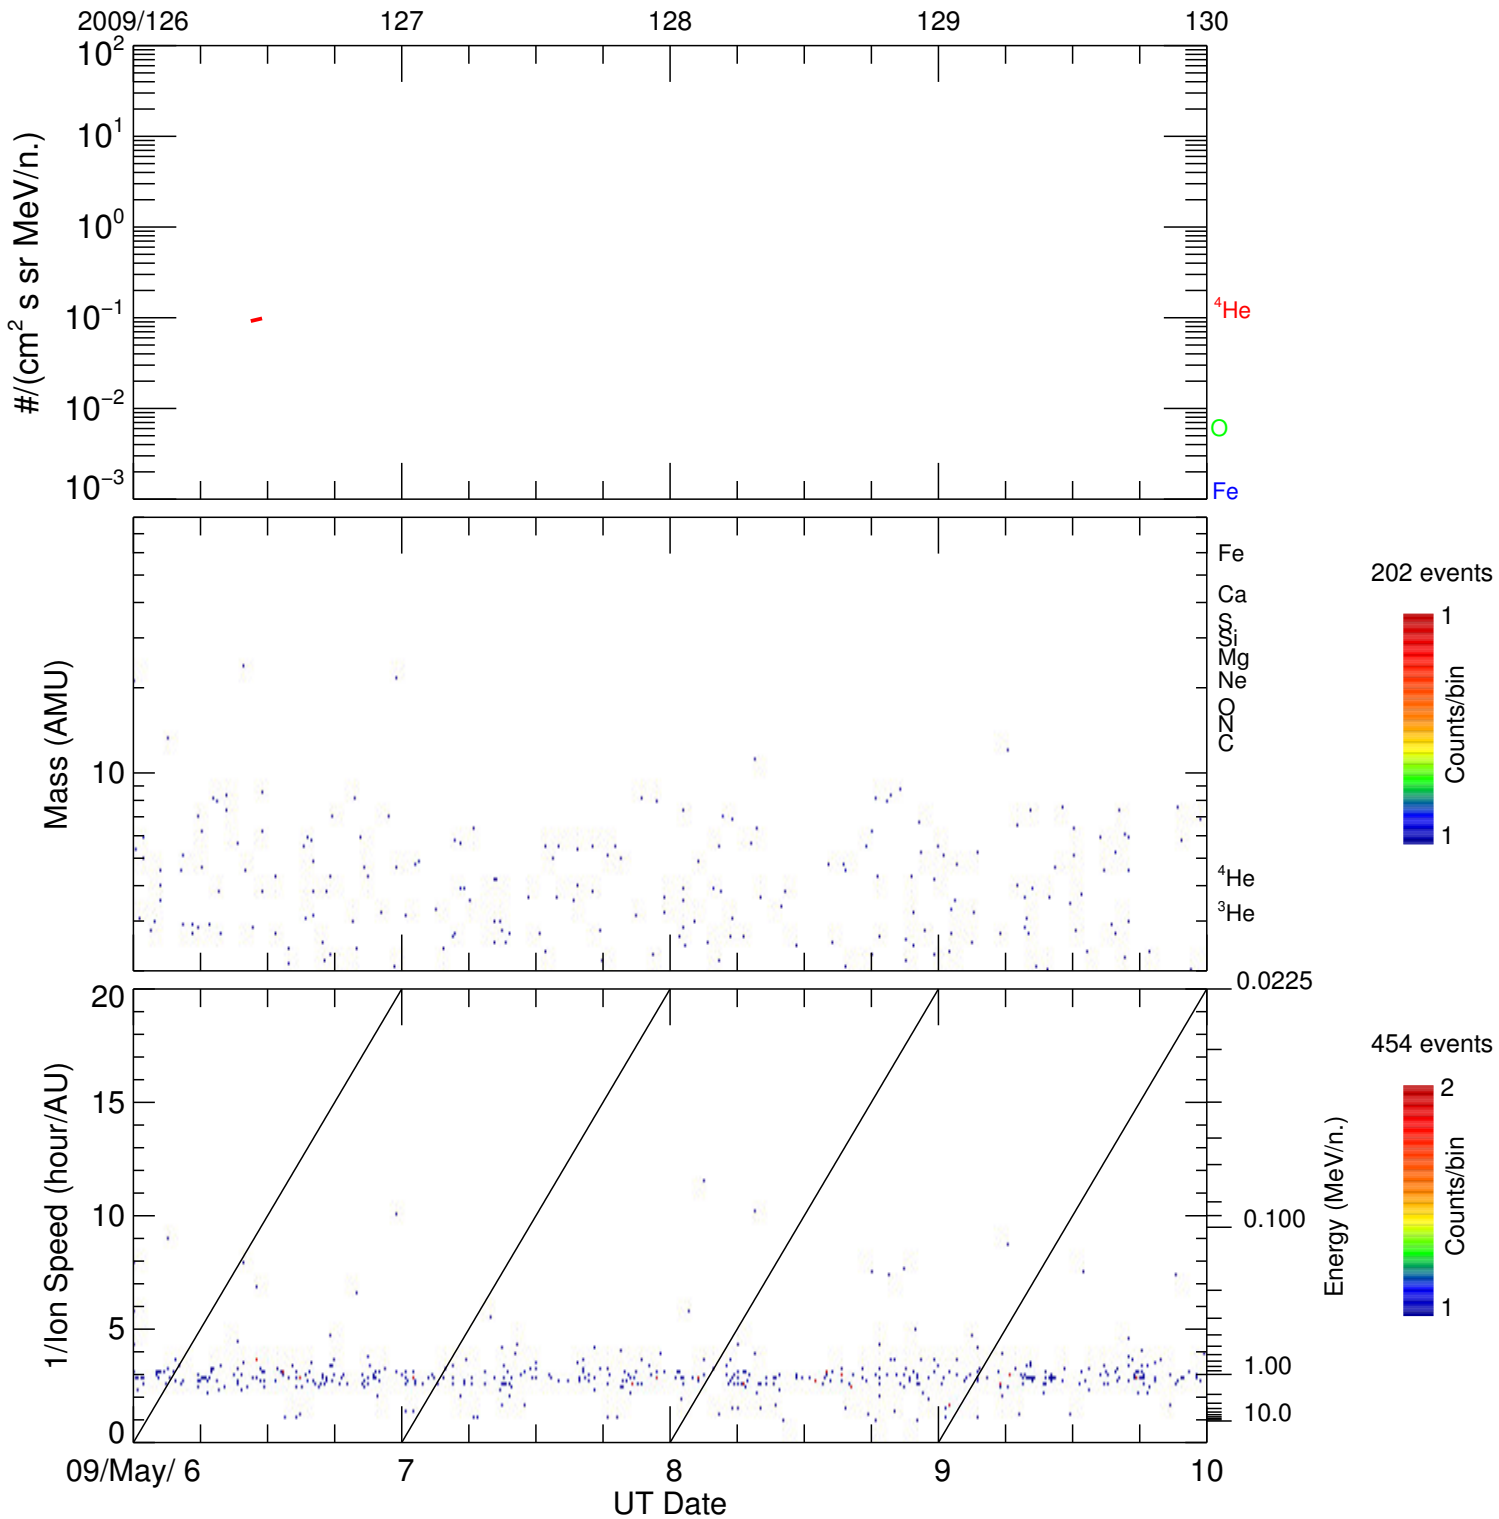 2009/126 127 128 129 130
10² 10¹ 10⁰ 10⁻¹ 10⁻² 10⁻³
#/(cm² s sr MeV/n.)
⁴He
O
Fe
Mass (AMU)
10
Fe
Ca
S
Si
Mg
Ne
O
N
C
⁴He
³He
202 events
1
Counts/bin
1
1/Ion Speed (hour/AU)
20
15
10
5
0
0.0225
0.100
1.00
10.0
Energy (MeV/n.)
454 events
2
Counts/bin
1
09/May/ 6 7 8 9 10
UT Date